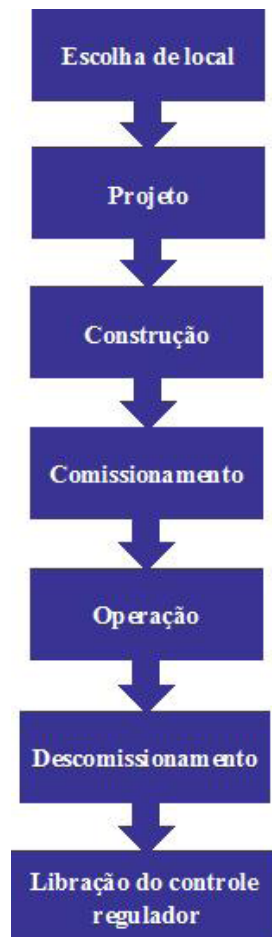 Escolha de local
Projeto
Construção
Comissionamento
Operação
Descomissionamento
Libração do controle
regulador